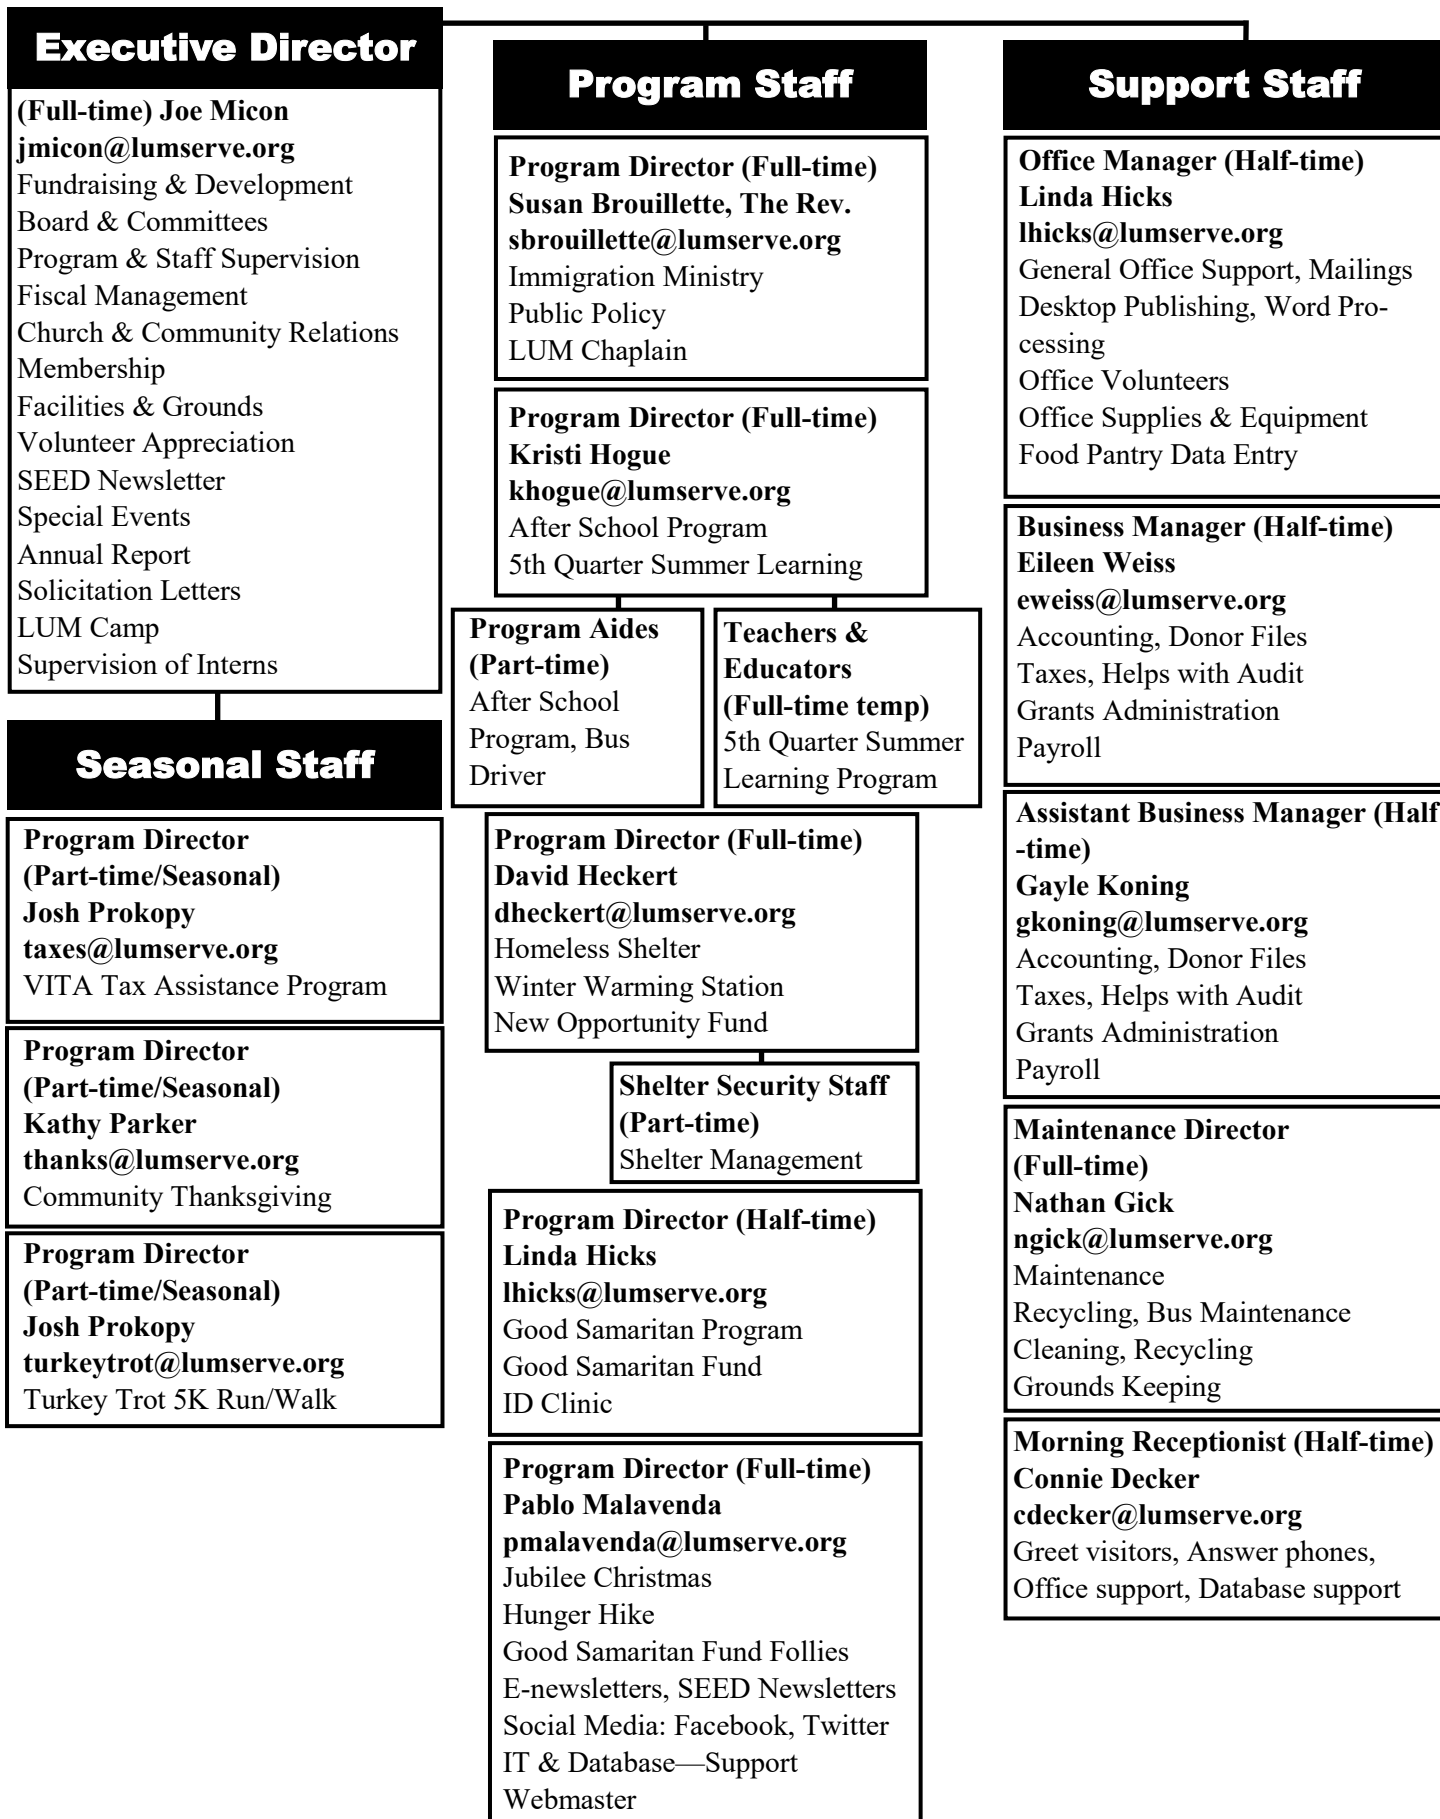 Executive Director
(Full-time) Joe Micon
jmicon@lumserve.org
Fundraising & Development
Board & Committees
Program & Staff Supervision
Fiscal Management
Church & Community Relations
Membership
Facilities & Grounds
Volunteer Appreciation
SEED Newsletter
Special Events
Annual Report
Solicitation Letters
LUM Camp
Supervision of Interns
Seasonal Staff
Program Director
(Part-time/Seasonal)
Josh Prokopy
taxes@lumserve.org
VITA Tax Assistance Program
Program Director
(Part-time/Seasonal)
Kathy Parker
thanks@lumserve.org
Community Thanksgiving
Program Director
(Part-time/Seasonal)
Josh Prokopy
turkeytrot@lumserve.org
Turkey Trot 5K Run/Walk
Program Staff
Program Director (Full-time)
Susan Brouillette, The Rev.
sbrouillette@lumserve.org
Immigration Ministry
Public Policy
LUM Chaplain
Program Director (Full-time)
Kristi Hogue
khogue@lumserve.org
After School Program
5th Quarter Summer Learning
Program Aides
(Part-time)
After School
Program, Bus
Driver
Teachers &
Educators
(Full-time temp)
5th Quarter Summer
Learning Program
Program Director (Full-time)
David Heckert
dheckert@lumserve.org
Homeless Shelter
Winter Warming Station
New Opportunity Fund
Shelter Security Staff
(Part-time)
Shelter Management
Program Director (Half-time)
Linda Hicks
lhicks@lumserve.org
Good Samaritan Program
Good Samaritan Fund
ID Clinic
Program Director (Full-time)
Pablo Malavenda
pmalavenda@lumserve.org
Jubilee Christmas
Hunger Hike
Good Samaritan Fund Follies
E-newsletters, SEED Newsletters
Social Media: Facebook, Twitter
IT & Database—Support
Webmaster
Support Staff
Office Manager (Half-time)
Linda Hicks
lhicks@lumserve.org
General Office Support, Mailings
Desktop Publishing, Word Pro-
cessing
Office Volunteers
Office Supplies & Equipment
Food Pantry Data Entry
Business Manager (Half-time)
Eileen Weiss
eweiss@lumserve.org
Accounting, Donor Files
Taxes, Helps with Audit
Grants Administration
Payroll
Assistant Business Manager (Half
-time)
Gayle Koning
gkoning@lumserve.org
Accounting, Donor Files
Taxes, Helps with Audit
Grants Administration
Payroll
Maintenance Director
(Full-time)
Nathan Gick
ngick@lumserve.org
Maintenance
Recycling, Bus Maintenance
Cleaning, Recycling
Grounds Keeping
Morning Receptionist (Half-time)
Connie Decker
cdecker@lumserve.org
Greet visitors, Answer phones,
Office support, Database support